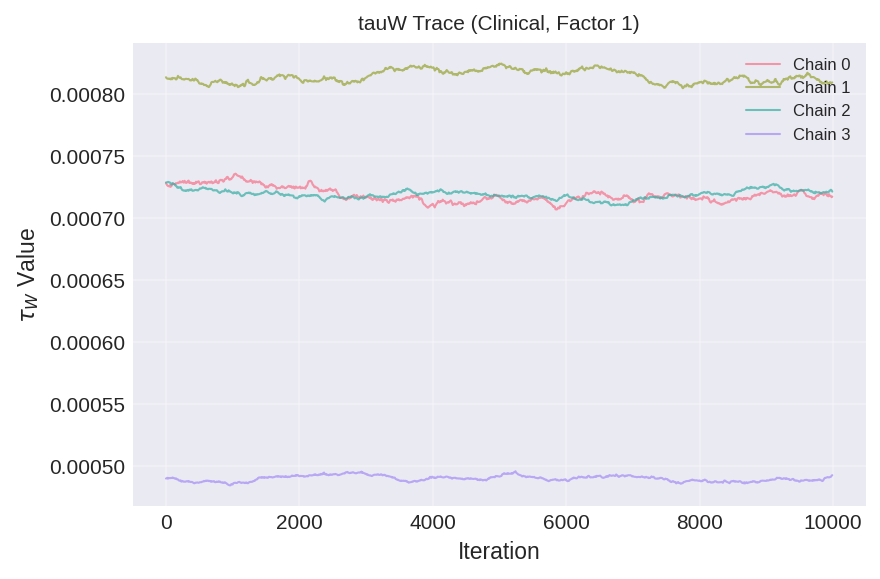 tauW Trace (Clinical, Factor 1)
Chain 0
Chain 1
Chain 2
Chain 3
0.00080
0.00075
0.00070
0.00065
0.00060
0.00055
0.00050
τW Value
0 2000 4000 6000 8000 10000
Iteration